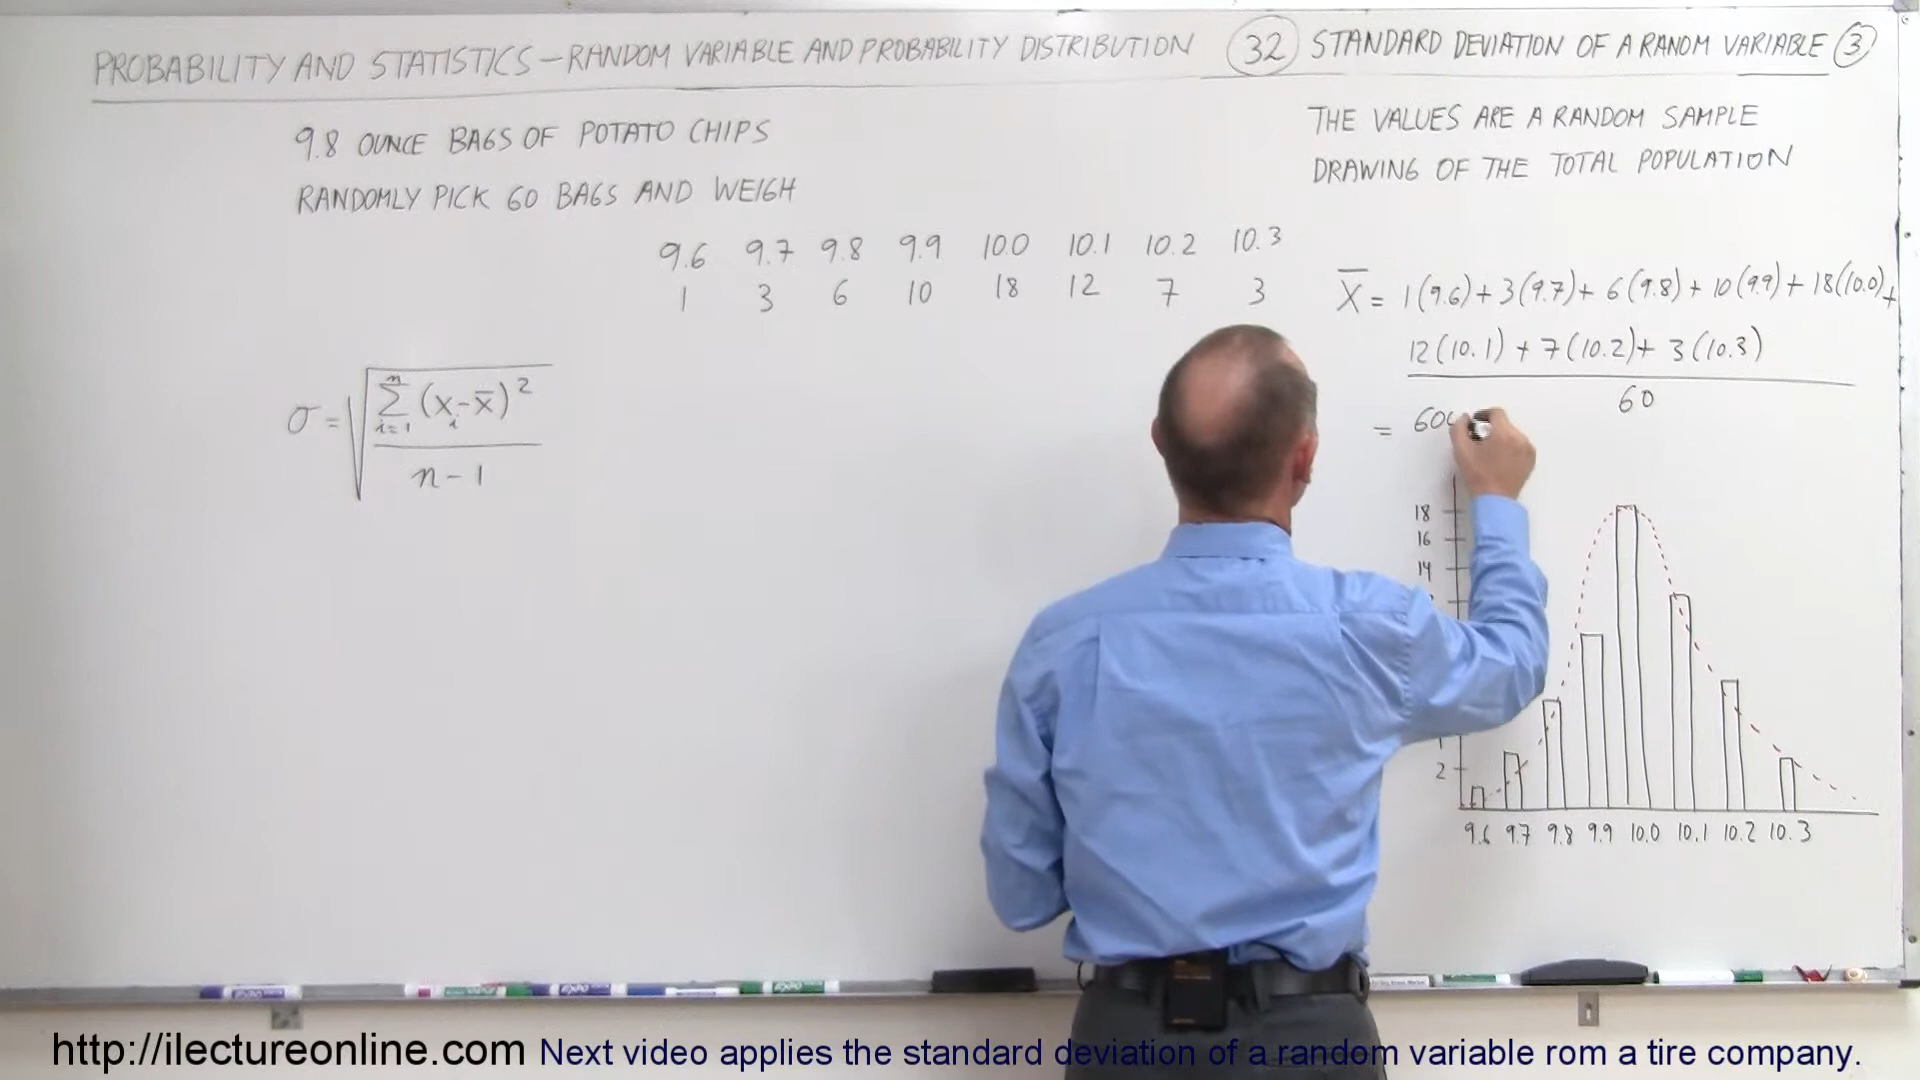 PROBABILITY AND STATISTICS – RANDOM VARIABLE AND PROBABILITY DISTRIBUTION 32 STANDARD DEVIATION OF A RANOM VARIABLE 3
9.8 OUNCE BAGS OF POTATO CHIPS
RANDOMLY PICK 60 BAGS AND WEIGH
THE VALUES ARE A RANDOM SAMPLE
DRAWING OF THE TOTAL POPULATION
9.6 9.7 9.8 9.9 10.0 10.1 10.2 10.3
1 3 6 10 18 12 7 3
X̄ = 1(9.6) + 3(9.7) + 6(9.8) + 10(9.9) + 18(10.0) +
12(10.1) + 7(10.2) + 3(10.3)
60
= 600
σ = √ Σ (xᵢ - x̄)²
n
i=1
n - 1
18
16
14
2
9.6 9.7 9.8 9.9 10.0 10.1 10.2 10.3
EXPO EXPO EXPO
http://ilectureonline.com Next video applies the standard deviation of a random variable rom a tire company.